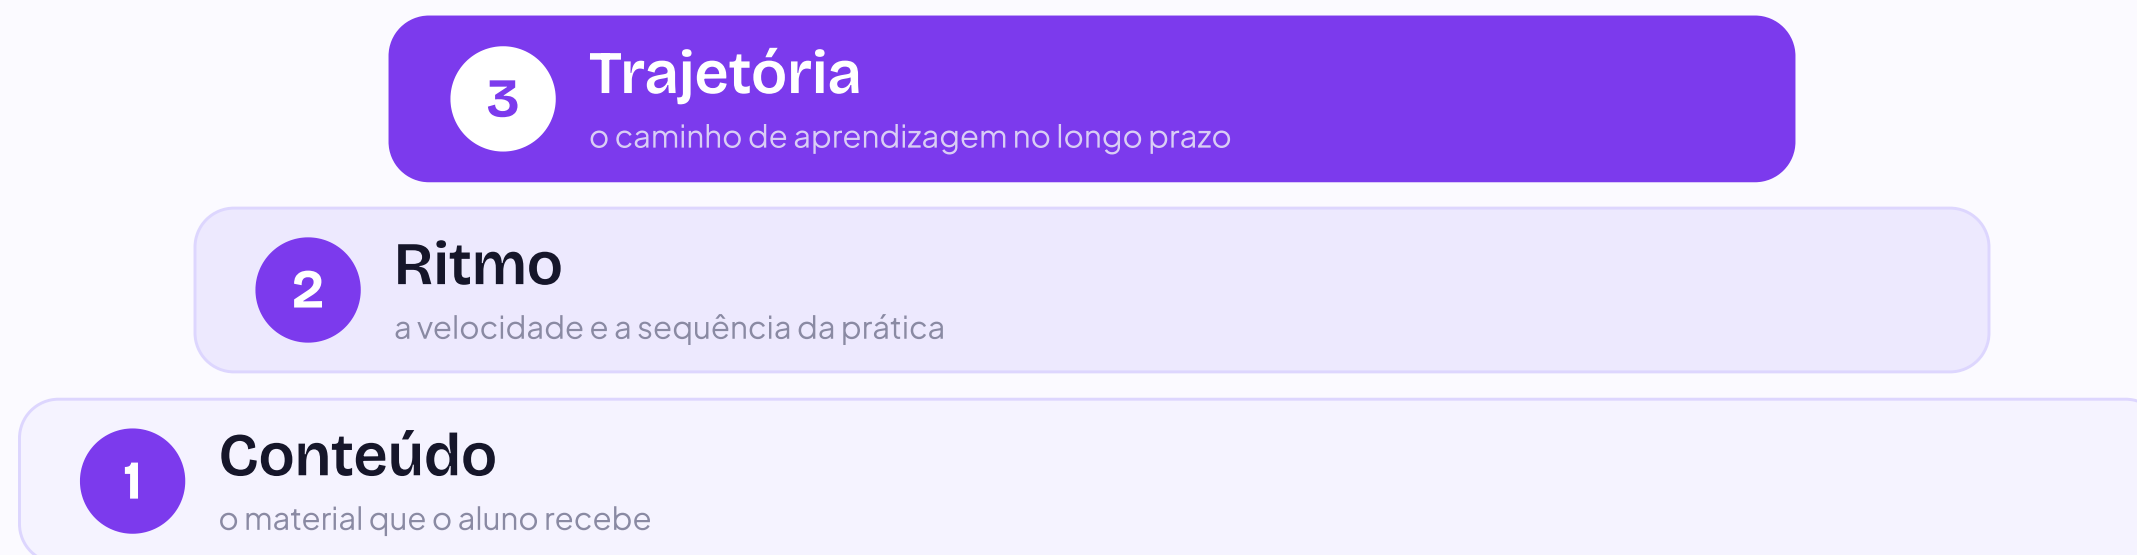 3
Trajetória
o caminho de aprendizagem no longo prazo
2
Ritmo
a velocidade e a sequência da prática
1
Conteúdo
o material que o aluno recebe